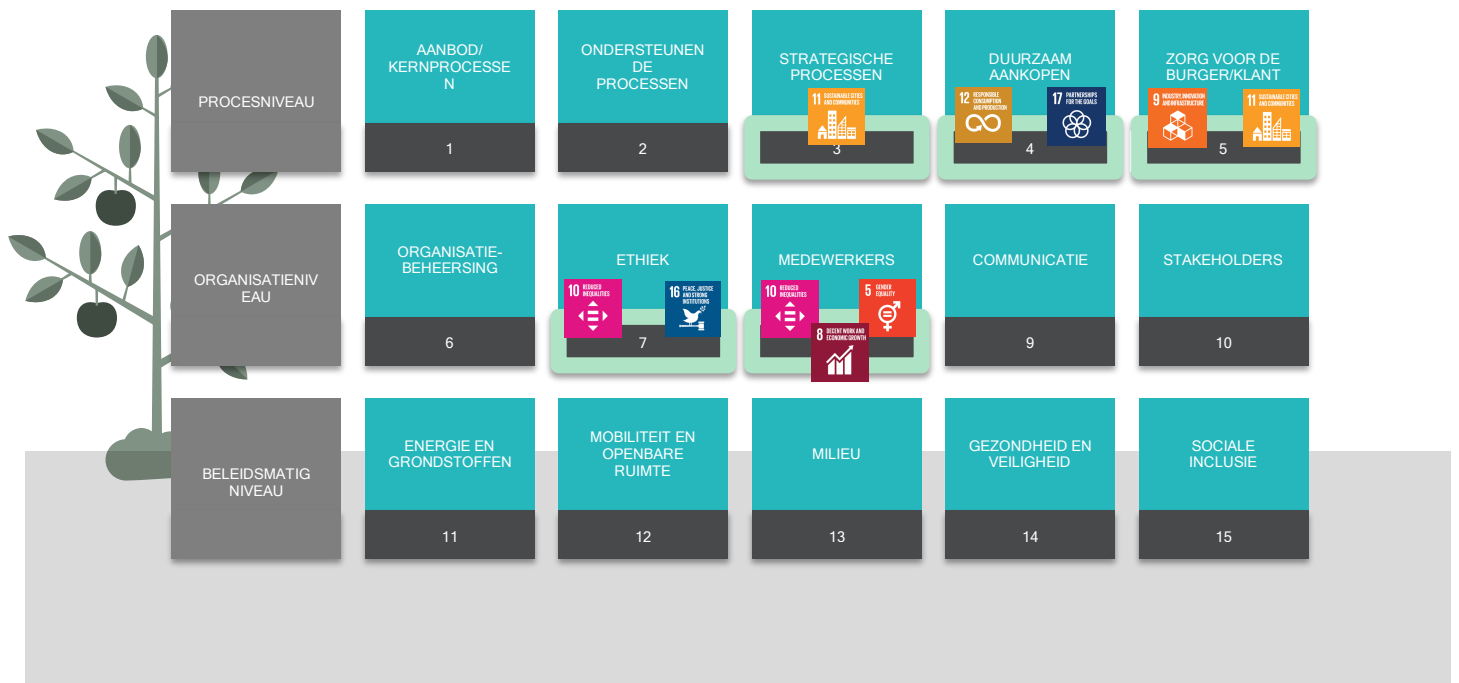 PROCESNIVEAU
AANBOD/
KERNPROCESSE
N
1
ONDERSTEUNEN
DE
PROCESSEN
2
STRATEGISCHE
PROCESSEN
11 SUSTAINABLE CITIES
AND COMMUNITIES
3
DUURZAAM
AANKOPEN
12 RESPONSIBLE
CONSUMPTION
AND PRODUCTION
17 PARTNERSHIPS
FOR THE GOALS
4
ZORG VOOR DE
BURGER/KLANT
9 INDUSTRY, INNOVATION
AND INFRASTRUCTURE
11 SUSTAINABLE CITIES
AND COMMUNITIES
5
ORGANISATIENIV
EAU
ORGANISATIE-
BEHEERSING
6
ETHIEK
10 REDUCED
INEQUALITIES
16 PEACE, JUSTICE
AND STRONG
INSTITUTIONS
7
MEDEWERKERS
10 REDUCED
INEQUALITIES
5 GENDER
EQUALITY
8 DECENT WORK AND
ECONOMIC GROWTH
COMMUNICATIE
9
STAKEHOLDERS
10
BELEIDSMATIG
NIVEAU
ENERGIE EN
GRONDSTOFFEN
11
MOBILITEIT EN
OPENBARE
RUIMTE
12
MILIEU
13
GEZONDHEID EN
VEILIGHEID
14
SOCIALE
INCLUSIE
15